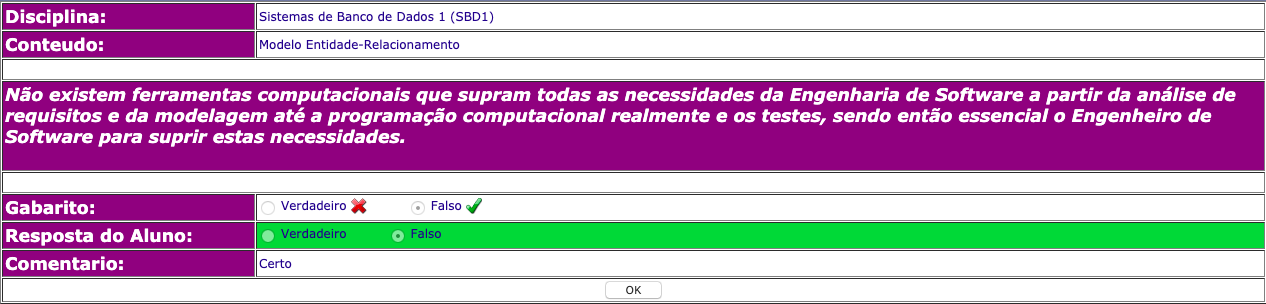 Disciplina: Sistemas de Banco de Dados 1 (SBD1)
Conteudo: Modelo Entidade-Relacionamento
Não existem ferramentas computacionais que supram todas as necessidades da Engenharia de Software a partir da análise de
requisitos e da modelagem até a programação computacional realmente e os testes, sendo então essencial o Engenheiro de
Software para suprir estas necessidades.
Gabarito: Verdadeiro Falso
Resposta do Aluno: Verdadeiro Falso
Comentario: Certo
OK